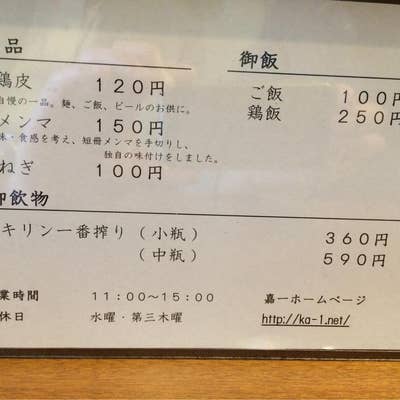 品
鶏皮 120円
自慢の一品。麺、ご飯、ビールのお供に。
メンマ 150円
味・食感を考え、短冊メンマを手切りし、
独自の味付けをしました。
ねぎ 100円
御飯
ご飯 100円
鶏飯 250円
御飲物
キリン一番搾り(小瓶) 360円
(中瓶) 590円
業時間 11:00〜15:00
休日 水曜・第三木曜
嘉一ホームページ
http://ka-1.net/